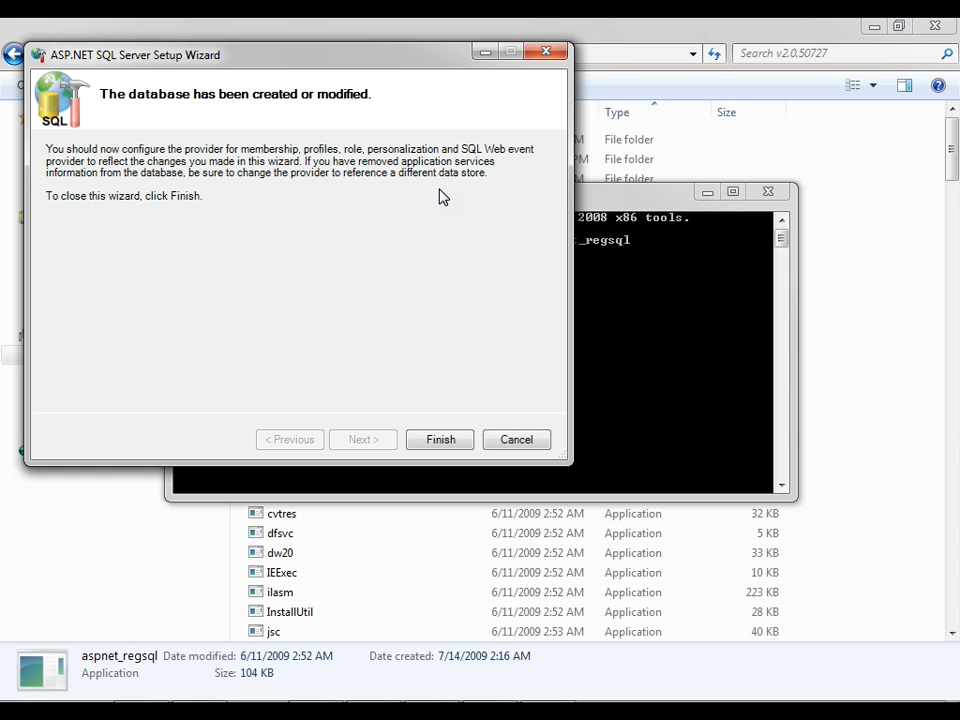 ASP.NET SQL Server Setup Wizard
Search v2.0.50727
SQL
The database has been created or modified.
You should now configure the provider for membership, profiles, role, personalization and SQL Web event
provider to reflect the changes you made in this wizard. If you have removed application services
information from the database, be sure to change the provider to reference a different data store.
To close this wizard, click Finish.
< Previous
Next >
Finish
Cancel
Type
Size
M
File folder
PM
File folder
File folder
2008 x86 tools.
t_regsql
cvtres
6/11/2009 2:52 AM
Application
32 KB
dfsvc
6/11/2009 2:52 AM
Application
5 KB
dw20
6/11/2009 2:52 AM
Application
33 KB
IEExec
6/11/2009 2:52 AM
Application
10 KB
ilasm
6/11/2009 2:52 AM
Application
223 KB
InstallUtil
6/11/2009 2:52 AM
Application
28 KB
jsc
6/11/2009 2:53 AM
Application
40 KB
aspnet_regsql
Date modified: 6/11/2009 2:52 AM
Date created: 7/14/2009 2:16 AM
Application
Size: 104 KB